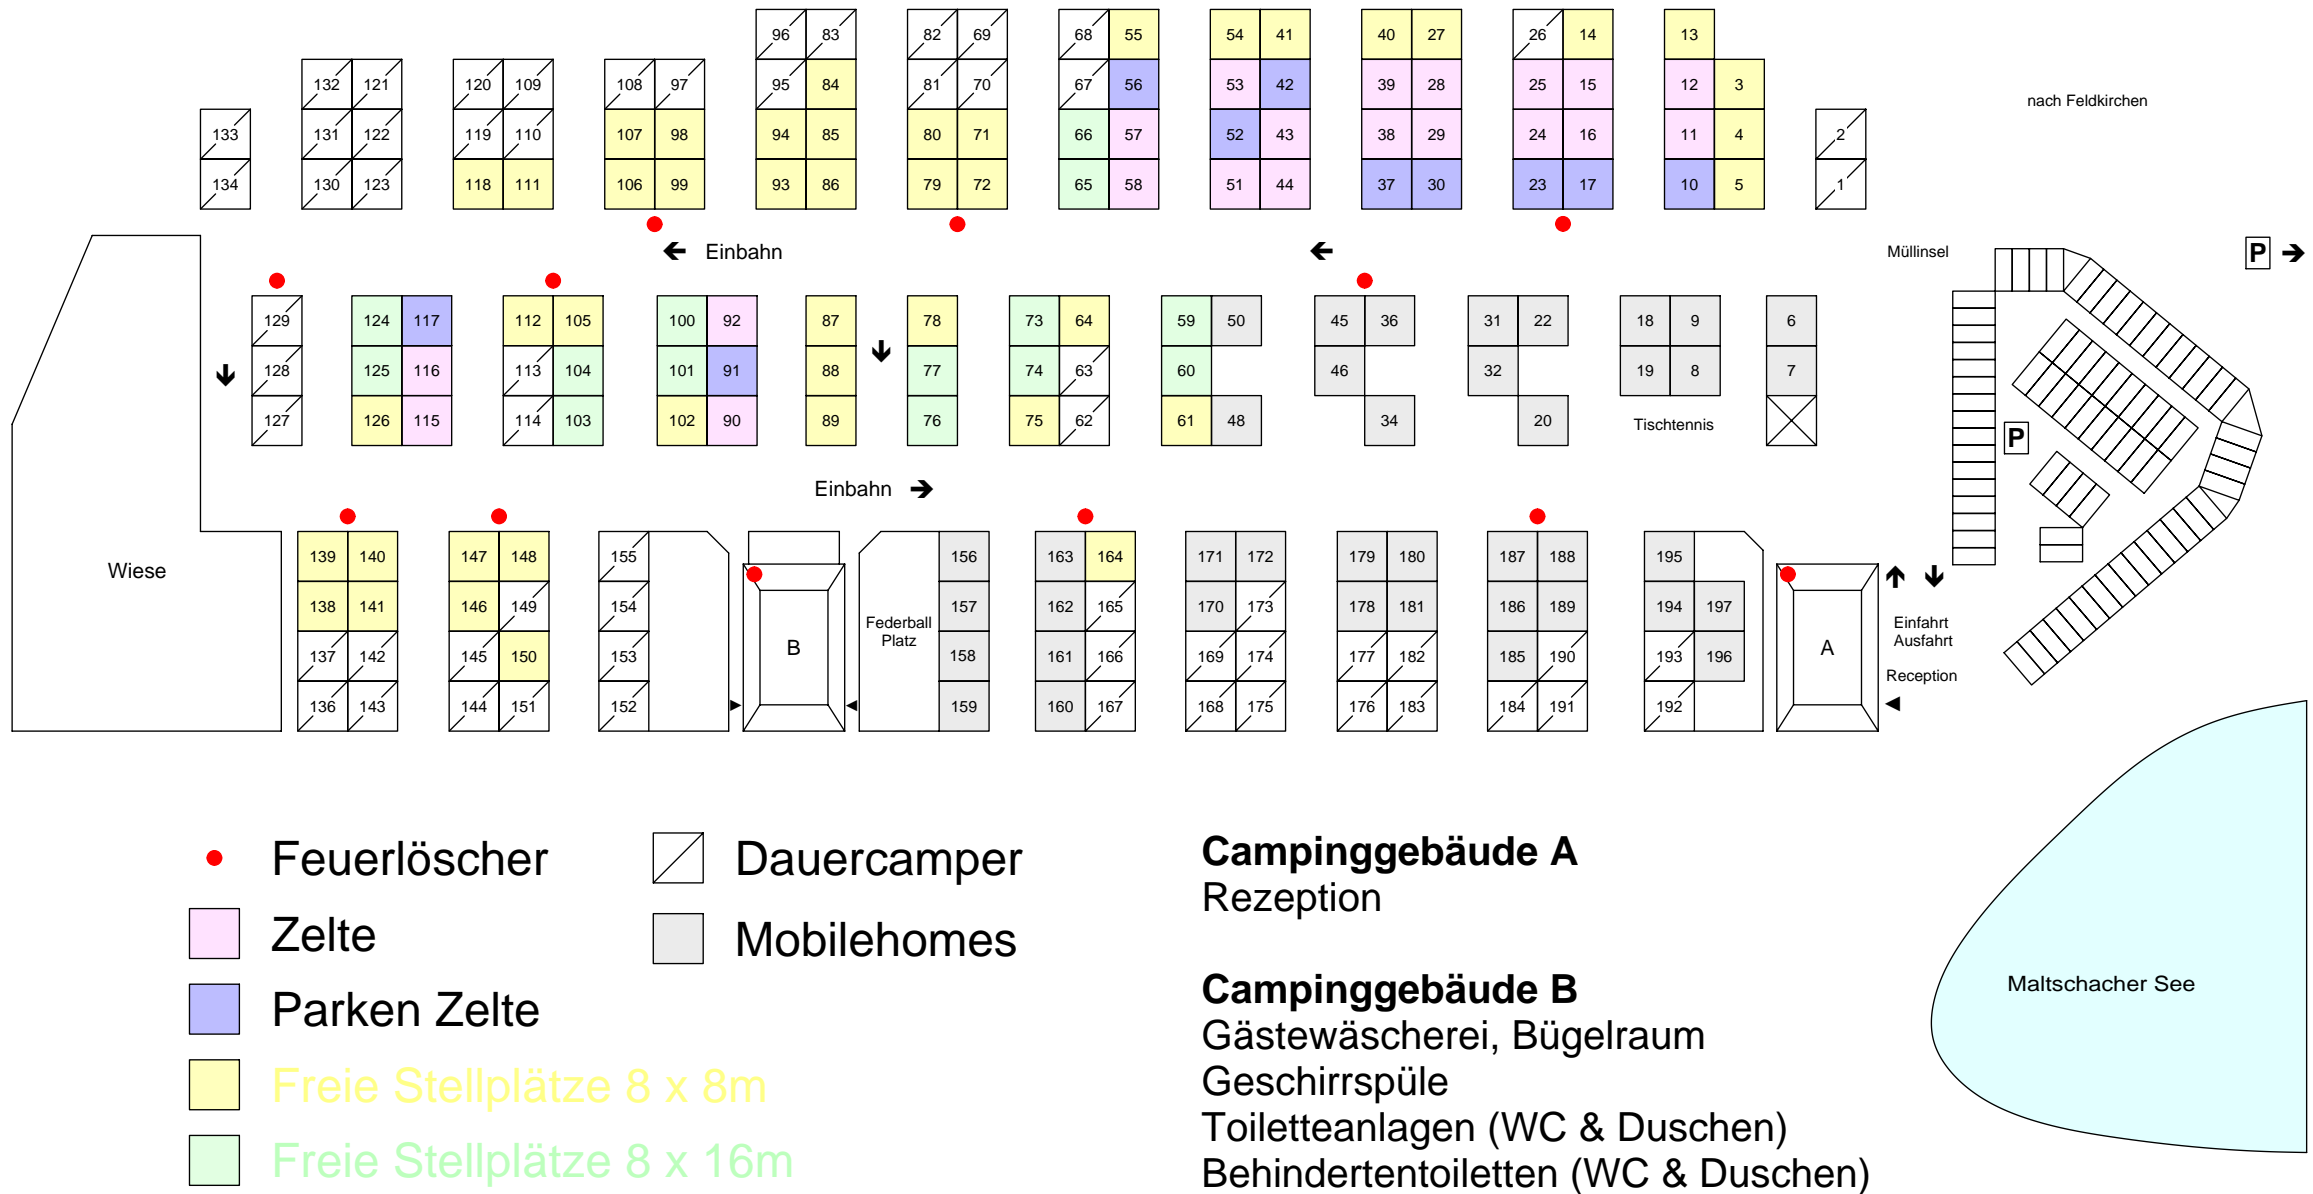 96 83 82 69 68 55 54 41 40 27 26 14 13
132 121 120 109 108 97 95 84 81 70 67 56 53 42 39 28 25 15 12 3
nach Feldkirchen
133 131 122 119 110 107 98 94 85 80 71 66 57 52 43 38 29 24 16 11 4 2
134 130 123 118 111 106 99 93 86 79 72 65 58 51 44 37 30 23 17 10 5 1
Einbahn Müllinsel P
129 124 117 112 105 100 92 87 78 73 64 59 50 45 36 31 22 18 9 6
128 125 116 113 104 101 91 88 77 74 63 60 46 32 19 8 7
127 126 115 114 103 102 90 89 76 75 62 61 48 34 20 Tischtennis
P
Einbahn
139 140 147 148 155 156 163 164 171 172 179 180 187 188 195
Wiese
138 141 146 149 154 157 162 165 170 173 178 181 186 189 194 197
Federball
Platz
Einfahrt
Ausfahrt
137 142 145 150 153 B 158 161 166 169 174 177 182 185 190 193 196 A
Reception
136 143 144 151 152 159 160 167 168 175 176 183 184 191 192
Feuerlöscher
Zelte
Parken Zelte
Freie Stellplätze 8 x 8m
Freie Stellplätze 8 x 16m
Dauercamper
Mobilehomes
Campinggebäude A
Rezeption
Campinggebäude B
Gästewäscherei, Bügelraum
Geschirrspüle
Toiletteanlagen (WC & Duschen)
Behindertentoiletten (WC & Duschen)
Maltschacher See